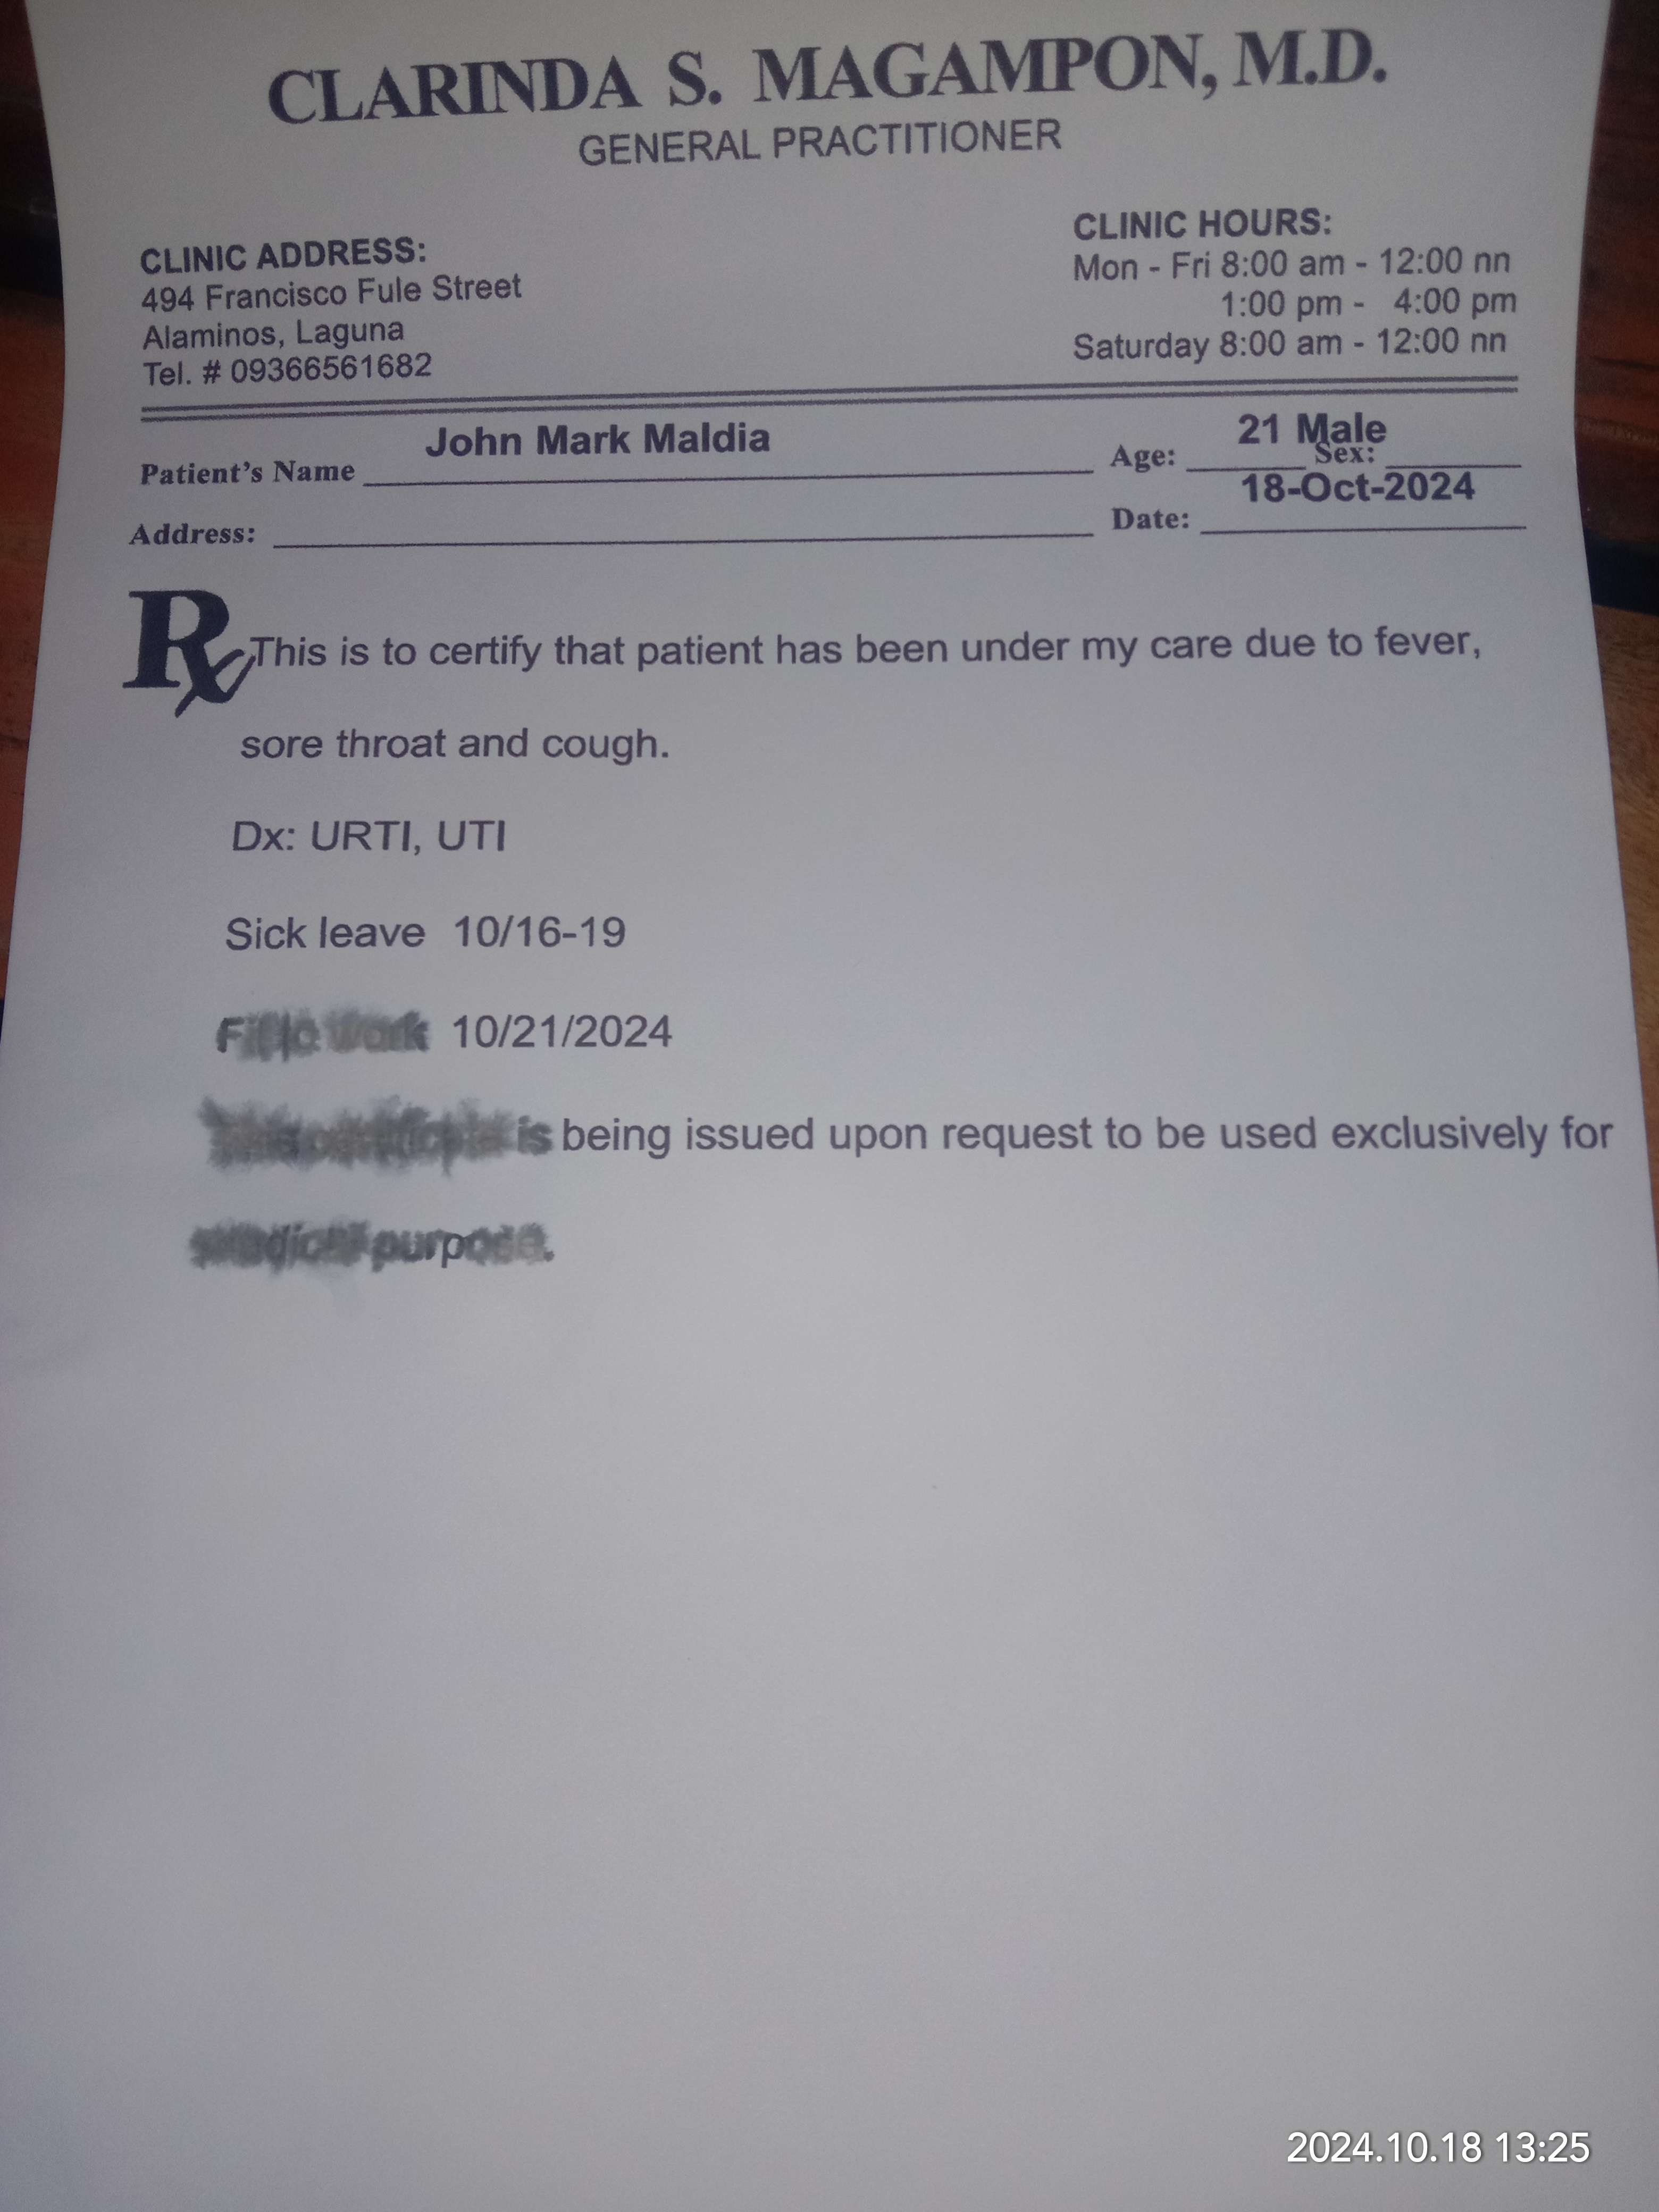 CLARINDA S. MAGAMPON, M.D.
GENERAL PRACTITIONER
CLINIC ADDRESS:
494 Francisco Fule Street
Alaminos, Laguna
Tel. # 09366561682
CLINIC HOURS:
Mon - Fri 8:00 am - 12:00 nn
1:00 pm - 4:00 pm
Saturday 8:00 am - 12:00 nn
Patient's Name John Mark Maldia
Age: 21 Sex: Male
Address:
Date: 18-Oct-2024
Rx This is to certify that patient has been under my care due to fever,
sore throat and cough.
Dx: URTI, UTI
Sick leave 10/16-19
10/21/2024
is being issued upon request to be used exclusively for
purpose.
2024.10.18 13:25